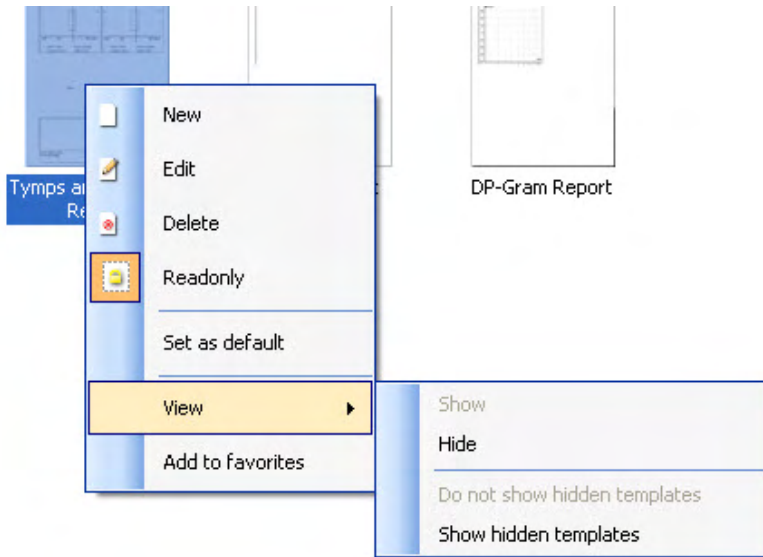 New
Edit
Tymps a
DP-Gram Report
Re
Delete
Readonly
Set as default
View
Show
Hide
Add to favorites
Do not show hidden templates
Show hidden templates